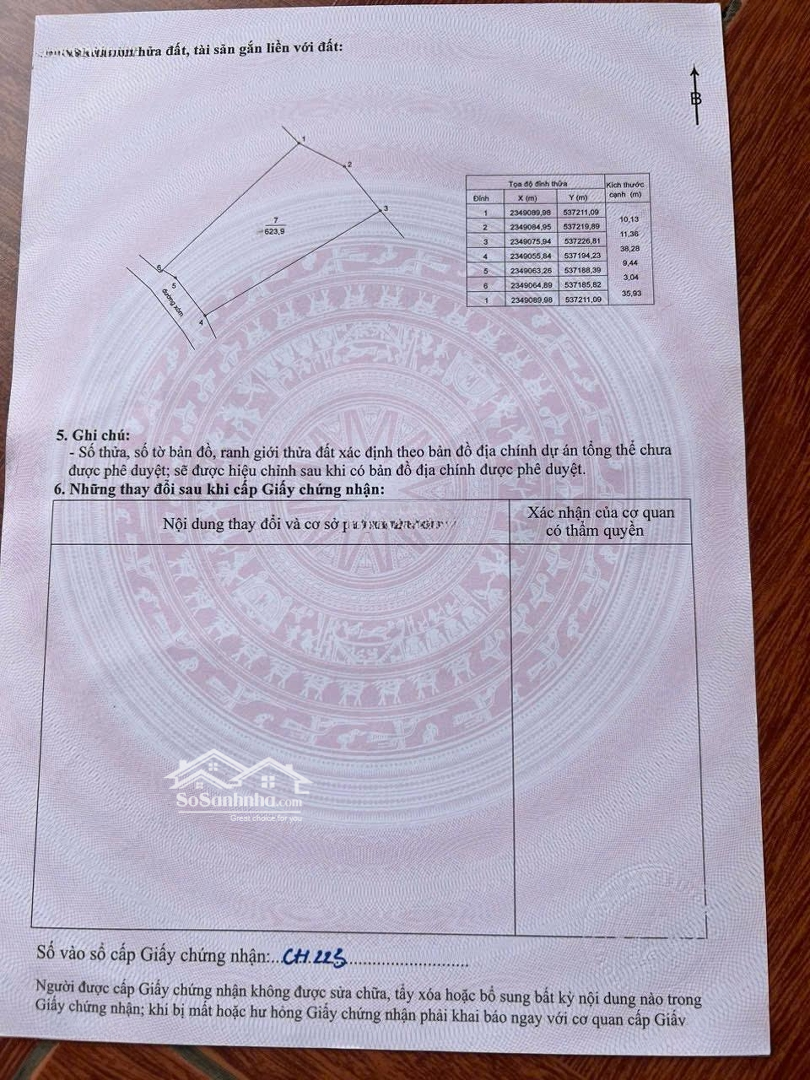 hửa đất, tài sản gắn liền với đất:
B
1
2
3
7
623,9
6
5
4
đường xóm
Tọa độ đỉnh thửa Kích thước cạnh (m)
Đỉnh X (m) Y (m)
1 2349089,98 537211,09
10,13
2 2349084,95 537219,89
11,36
3 2349075,94 537226,81
38,28
4 2349055,84 537194,23
9,44
5 2349063,26 537188,39
3,04
6 2349064,89 537185,82
35,93
1 2349089,98 537211,09
5. Ghi chú:
- Số thửa, số tờ bản đồ, ranh giới thửa đất xác định theo bản đồ địa chính dự án tổng thể chưa
được phê duyệt; sẽ được hiệu chỉnh sau khi có bản đồ địa chính được phê duyệt.
6. Những thay đổi sau khi cấp Giấy chứng nhận:
Nội dung thay đổi và cơ sở
Xác nhận của cơ quan
có thẩm quyền
SoSanhnha.com
Great choice for you
Số vào sổ cấp Giấy chứng nhận:...CH.223........................
Người được cấp Giấy chứng nhận không được sửa chữa, tẩy xóa hoặc bổ sung bất kỳ nội dung nào trong
Giấy chứng nhận; khi bị mất hoặc hư hỏng Giấy chứng nhận phải khai báo ngay với cơ quan cấp Giấy